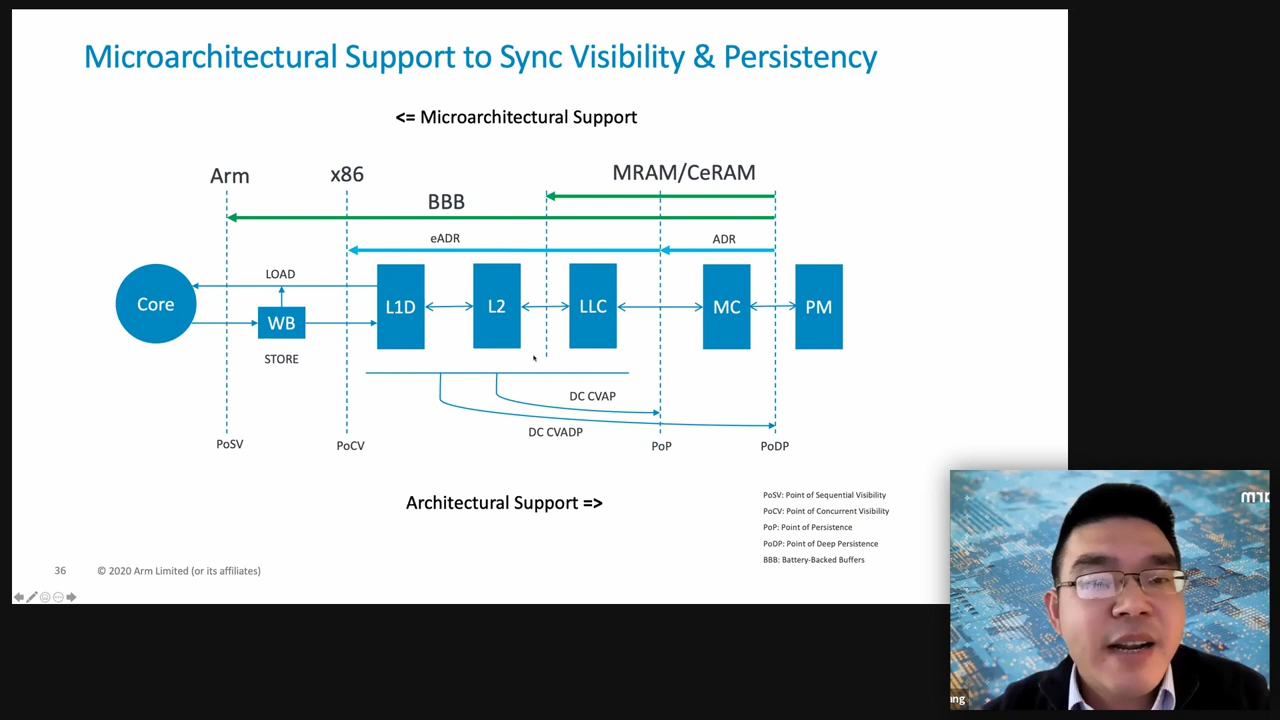 Microarchitectural Support to Sync Visibility & Persistency
<= Microarchitectural Support
Arm
x86
MRAM/CeRAM
BBB
eADR
ADR
LOAD
Core
WB
L1D
L2
LLC
MC
PM
STORE
DC CVAP
DC CVADP
PoSV
PoCV
PoP
PoDP
Architectural Support =>
PoSV: Point of Sequential Visibility
PoCV: Point of Concurrent Visibility
PoP: Point of Persistence
PoDP: Point of Deep Persistence
BBB: Battery-Backed Buffers
36
© 2020 Arm Limited (or its affiliates)